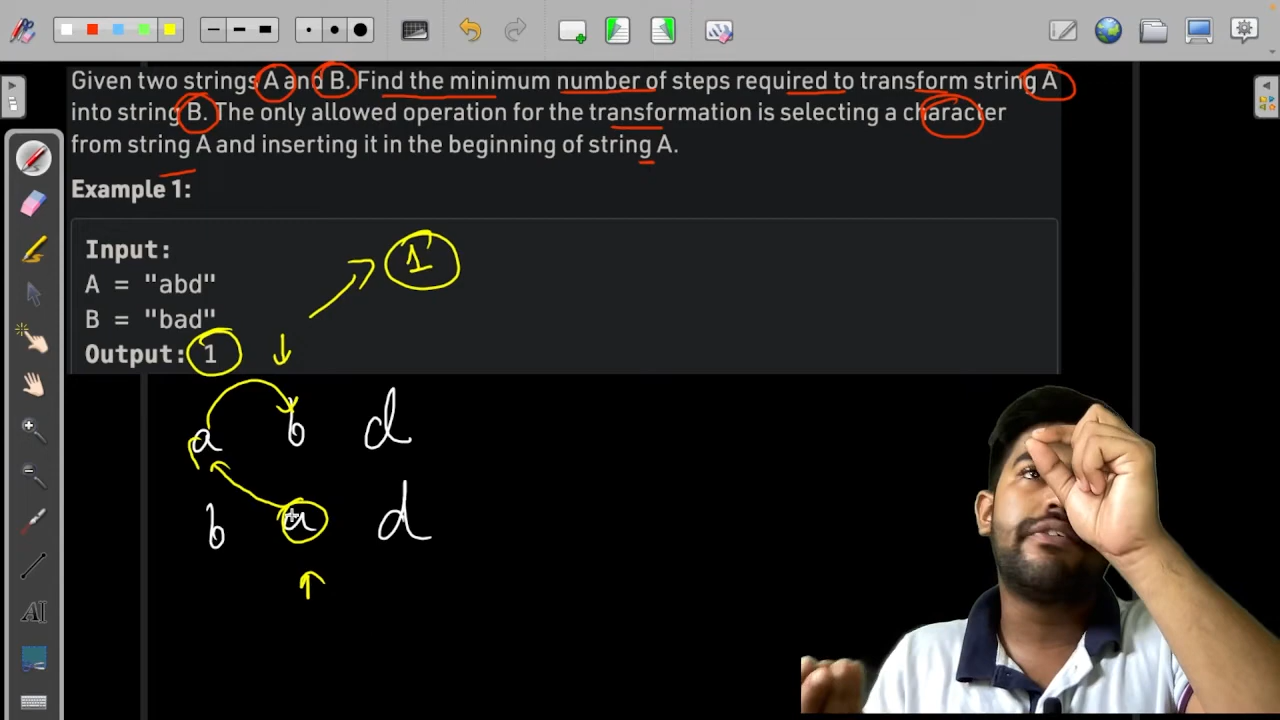 Given two strings A and B. Find the minimum number of steps required to transform string A
into string B. The only allowed operation for the transformation is selecting a character
from string A and inserting it in the beginning of string A.
Example 1:
Input:
A = "abd"
B = "bad"
Output: 1
1
a b d
b a d
AI